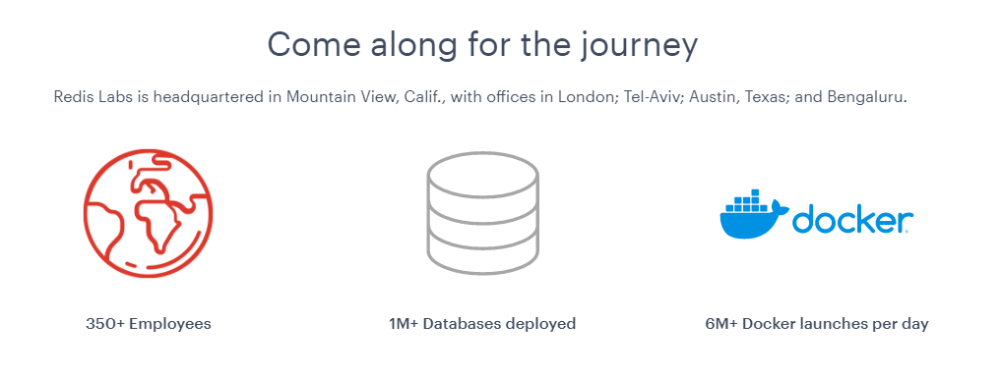 Come along for the journey
Redis Labs is headquartered in Mountain View, Calif., with offices in London; Tel-Aviv; Austin, Texas; and Bengaluru.
docker
350+ Employees
1M+ Databases deployed
6M+ Docker launches per day